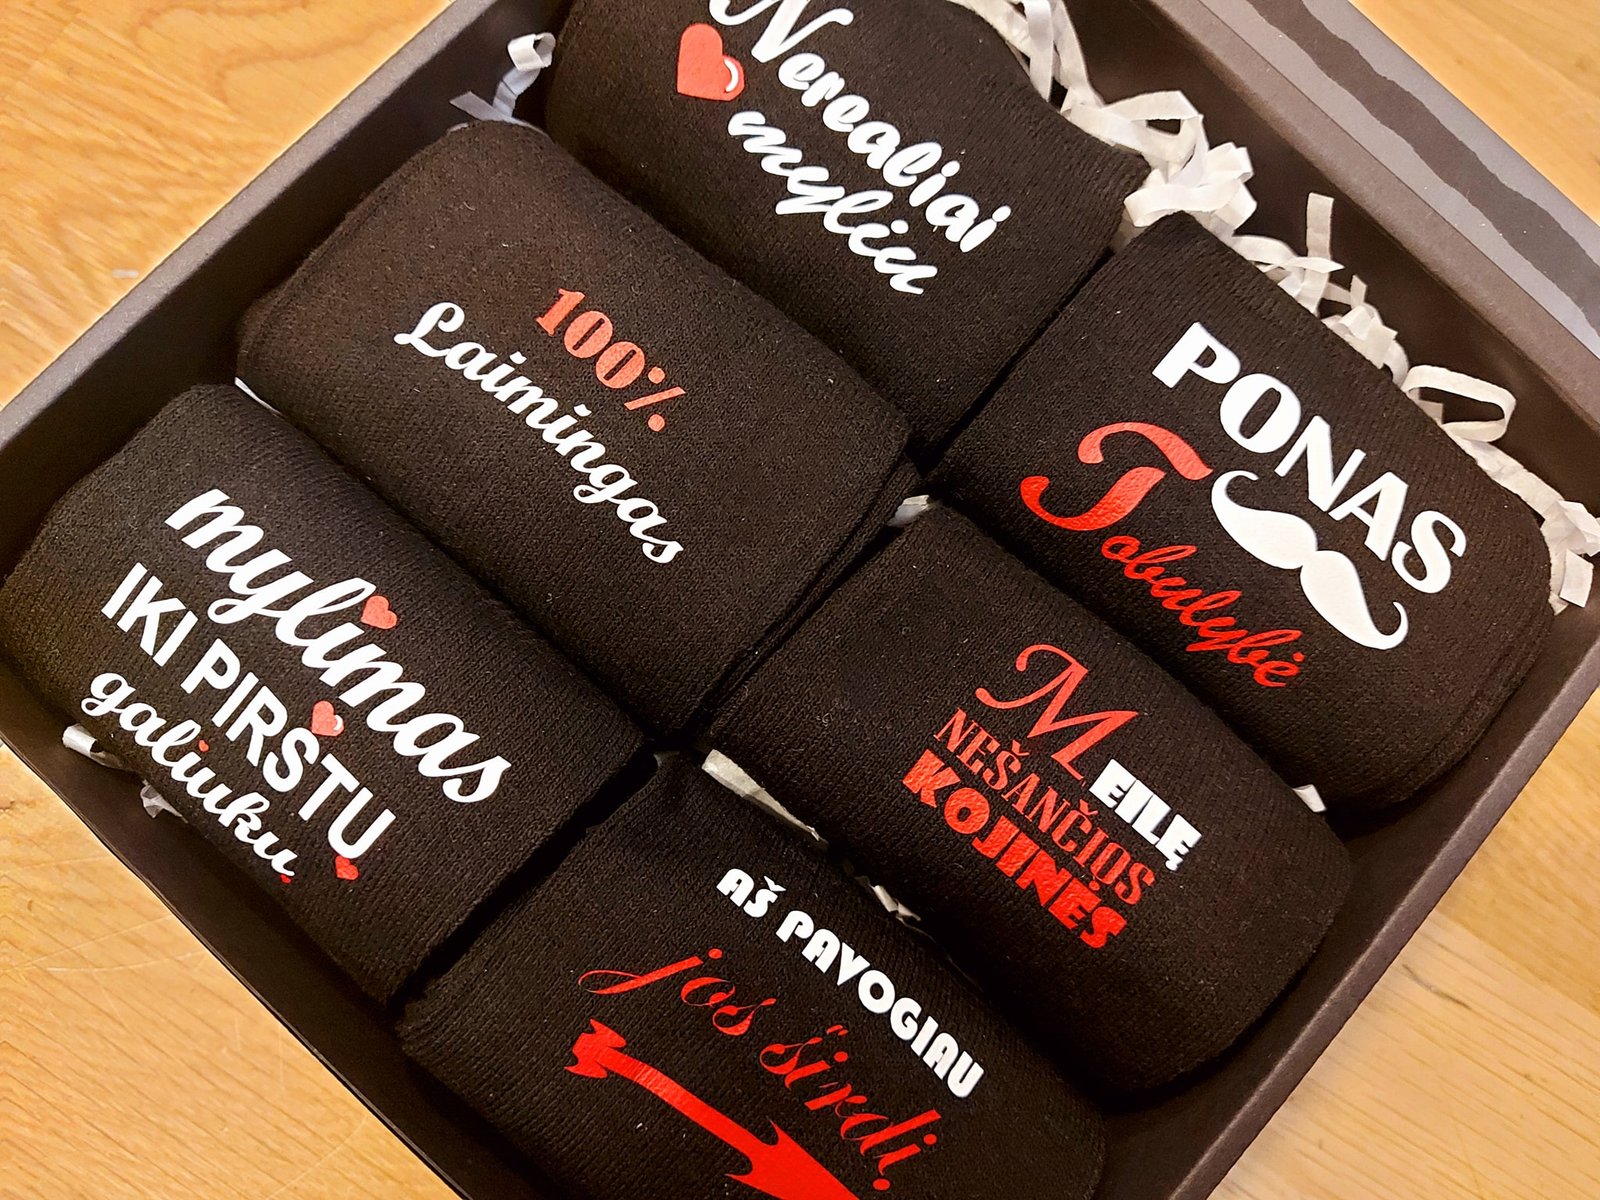 Nerealiai
myliu
100%
Laimingas
PONAS
Tobulybė
mylimas
IKI PIRŠTŲ
galiukų
MEILĘ
NEŠANČIOS
KOJINĖS
AŠ PAVOGIAU
jos širdį